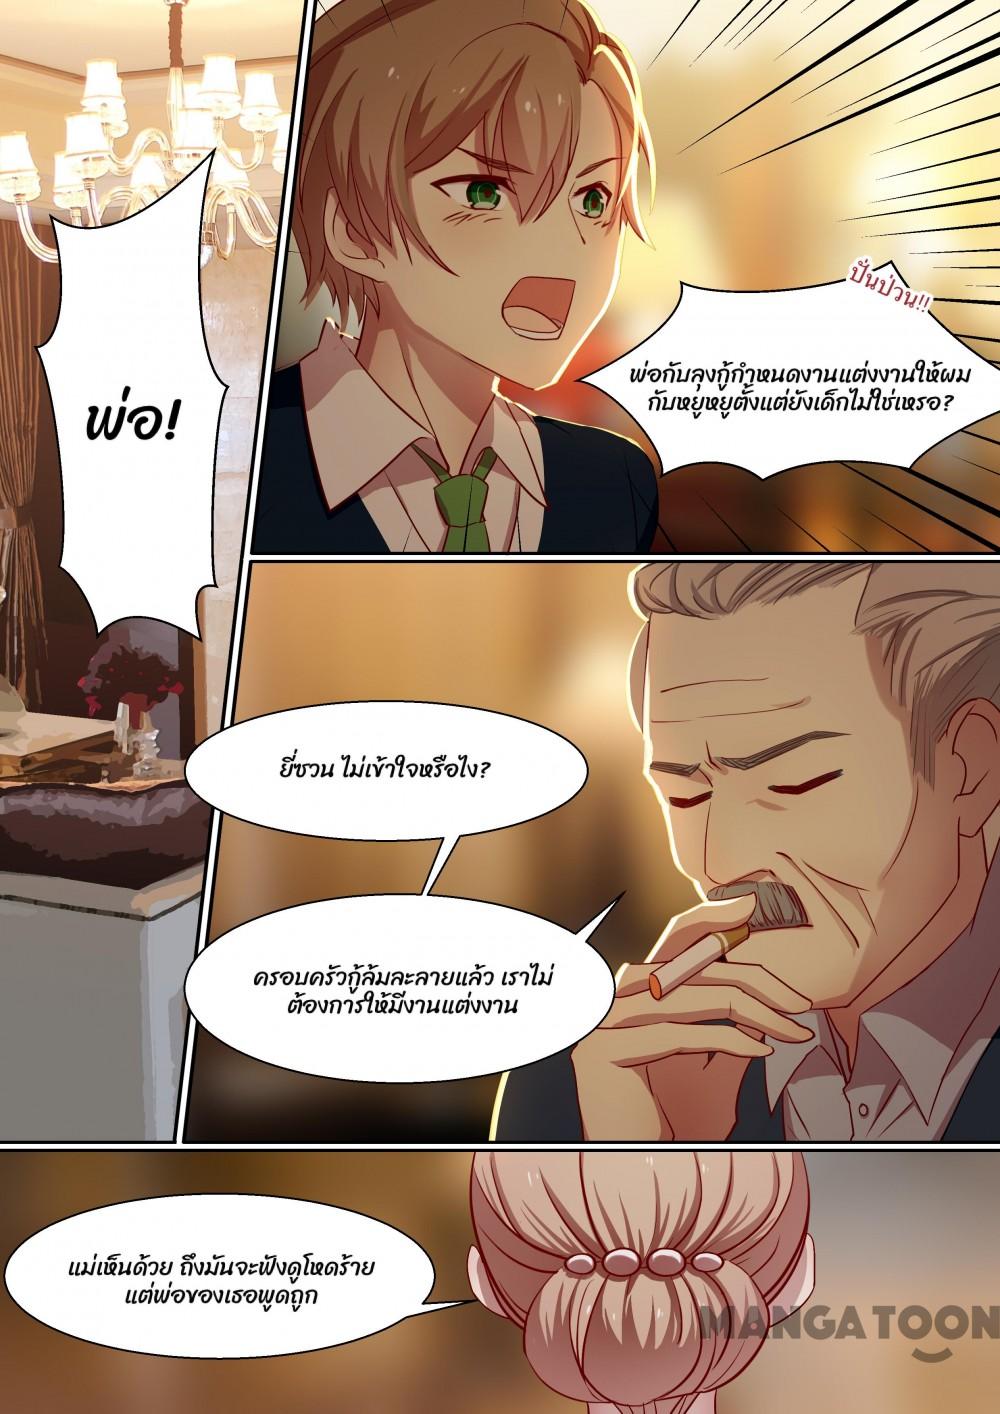 พ่อ!
ปั่นป่วน!!
พ่อกับลุงกู้กำหนดงานแต่งงานให้ผม
กับหยูหยูตั้งแต่ยังเด็กไม่ใช่เหรอ?
ยี่ซวน ไม่เข้าใจหรือไง?
ครอบครัวกู้ล้มละลายแล้ว เราไม่
ต้องการให้มีงานแต่งงาน
แม่เห็นด้วย ถึงมันจะฟังดูโหดร้าย
แต่พ่อของเธอพูดถูก
MANGATOON